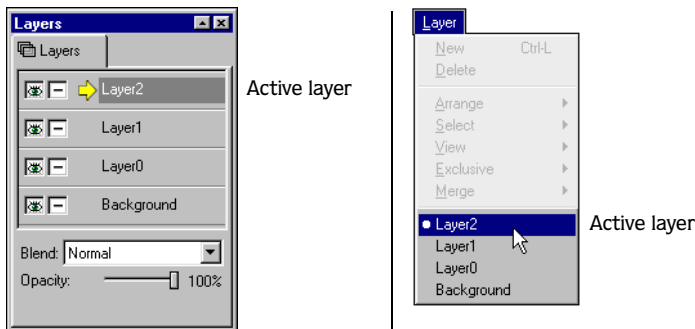 Layers
Layers
Layer2
Active layer
Layer1
Layer0
Background
Blend: Normal
Opacity: 100%
Layer
New Ctrl-L
Delete
Arrange
Select
View
Exclusive
Merge
Layer2
Active layer
Layer1
Layer0
Background